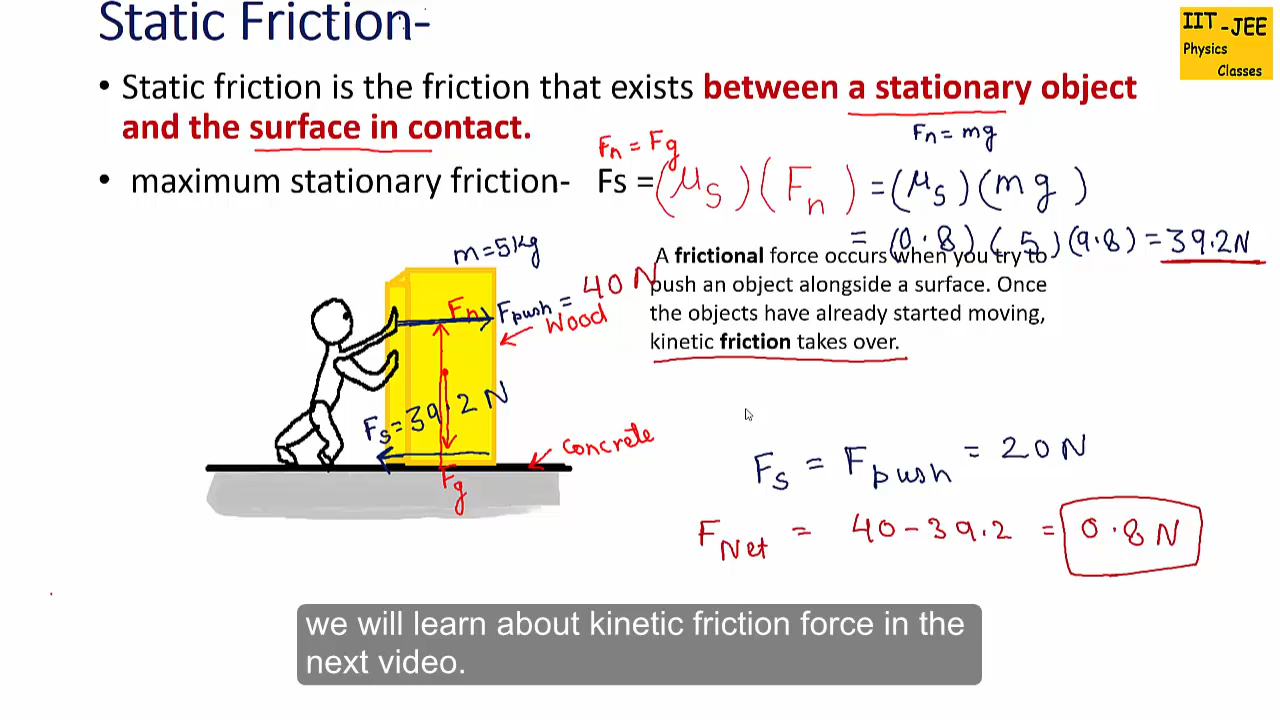 Static Friction-
IIT -JEE
Physics
Classes
• Static friction is the friction that exists between a stationary object
and the surface in contact.
Fn = Fg
Fn = mg
• maximum stationary friction- Fs = (μs)(Fn) = (μs)(mg)
= (0.8)(5)(9.8) = 39.2N
m = 5kg
A frictional force occurs when you try to
push an object alongside a surface. Once
the objects have already started moving,
kinetic friction takes over.
Fn
Fpush = 40 N
Wood
Fs = 39.2 N
Concrete
Fg
Fs = Fpush = 20N
FNet = 40 - 39.2 = 0.8 N
we will learn about kinetic friction force in the
next video.